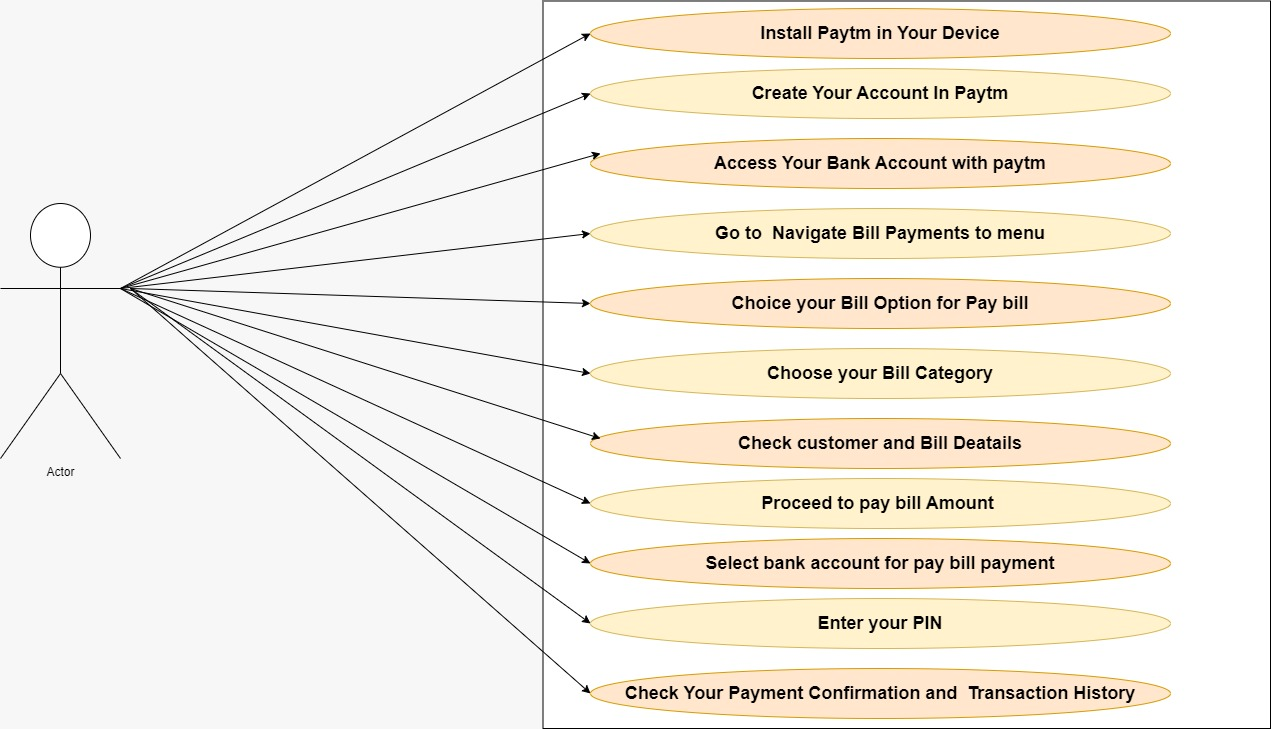 Install Paytm in Your Device
Create Your Account In Paytm
Access Your Bank Account with paytm
Go to  Navigate Bill Payments to menu
Choice your Bill Option for Pay bill
Choose your Bill Category
Check customer and Bill Deatails
Actor
Proceed to pay bill Amount
Select bank account for pay bill payment
Enter your PIN
Check Your Payment Confirmation and  Transaction History